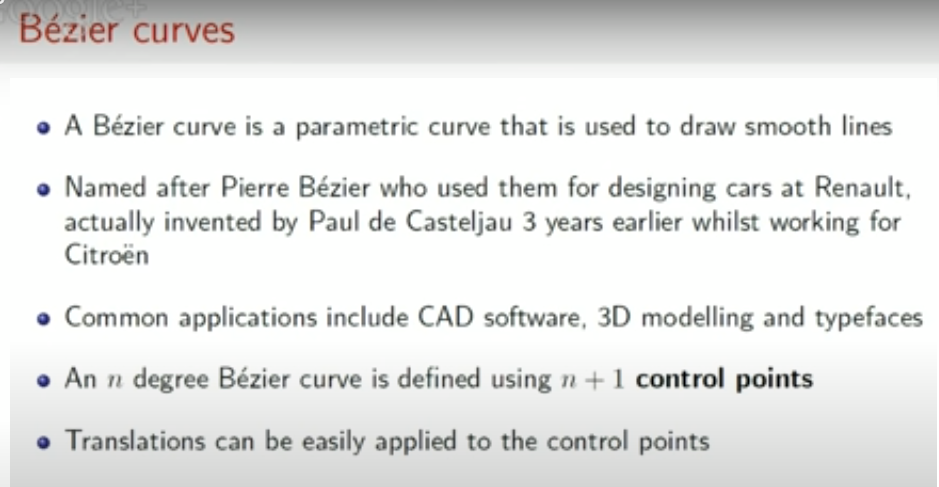 Google+
Bézier curves
A Bézier curve is a parametric curve that is used to draw smooth lines
Named after Pierre Bézier who used them for designing cars at Renault,
actually invented by Paul de Casteljau 3 years earlier whilst working for
Citroën
Common applications include CAD software, 3D modelling and typefaces
An n degree Bézier curve is defined using n + 1 control points
Translations can be easily applied to the control points